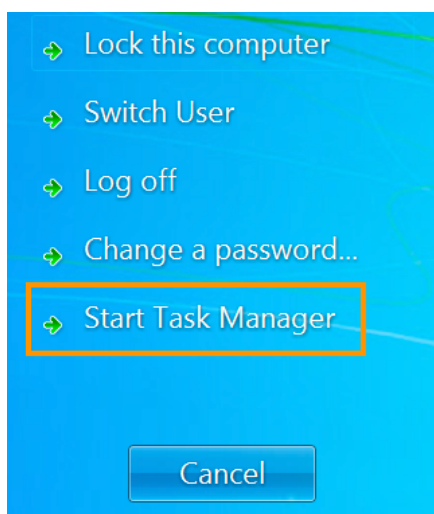 Lock this computer
Switch User
Log off
Change a password...
Start Task Manager
Cancel